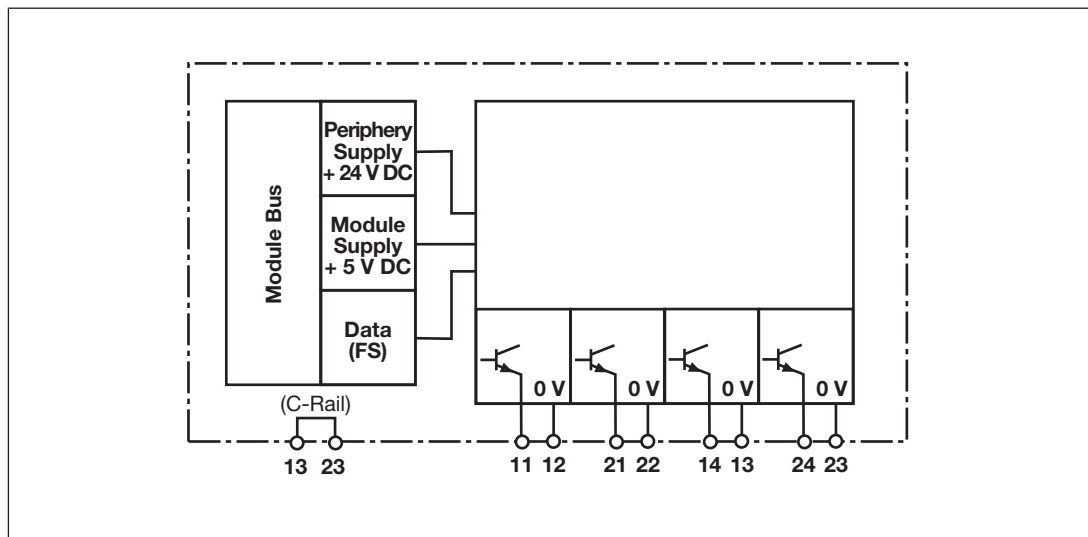 Module Bus
Periphery
Supply
+ 24 V DC
Module
Supply
+ 5 V DC
Data
(FS)
(C-Rail)
13 23
0 V 0 V 0 V 0 V
11 12 21 22 14 13 24 23